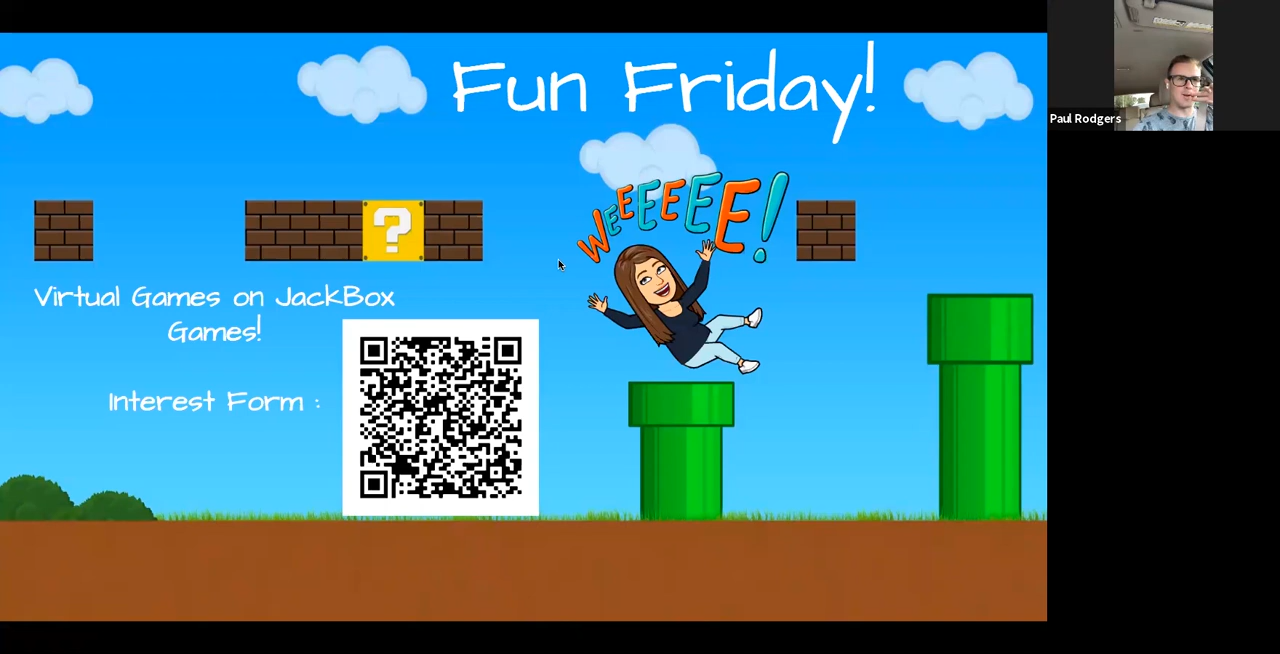 Fun Friday!
WEEEEEE!
?
Virtual Games on JackBox
Games!
Interest Form :
Paul Rodgers